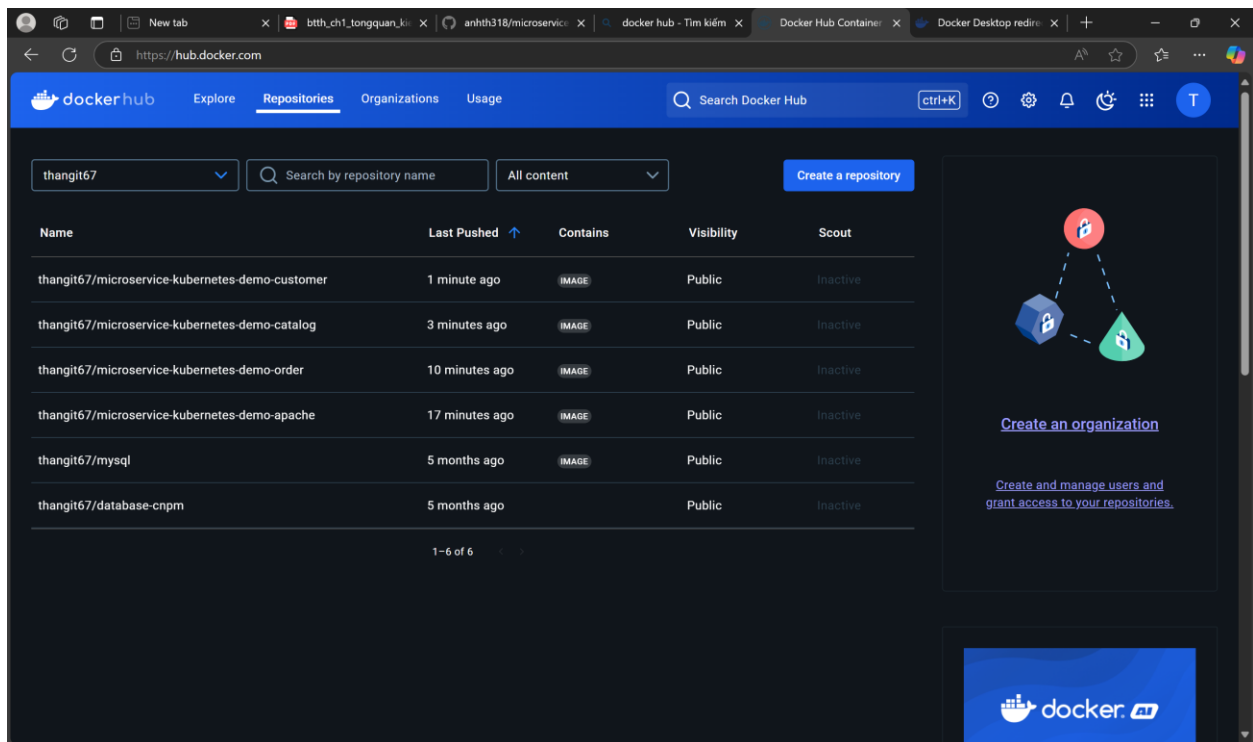 New tab
btth_ch1_tongquan_ki
anhth318/microservice
docker hub - Tìm kiếm
Docker Hub Container
Docker Desktop redire
https://hub.docker.com
dockerhub
Explore
Repositories
Organizations
Usage
Search Docker Hub
ctrl+K
T
thangit67
Search by repository name
All content
Create a repository
Name Last Pushed Contains Visibility Scout
thangit67/microservice-kubernetes-demo-customer 1 minute ago IMAGE Public Inactive
thangit67/microservice-kubernetes-demo-catalog 3 minutes ago IMAGE Public Inactive
thangit67/microservice-kubernetes-demo-order 10 minutes ago IMAGE Public Inactive
thangit67/microservice-kubernetes-demo-apache 17 minutes ago IMAGE Public Inactive
thangit67/mysql 5 months ago IMAGE Public Inactive
thangit67/database-cnpm 5 months ago Public Inactive
1–6 of 6
Create an organization
Create and manage users and
grant access to your repositories.
docker. AI